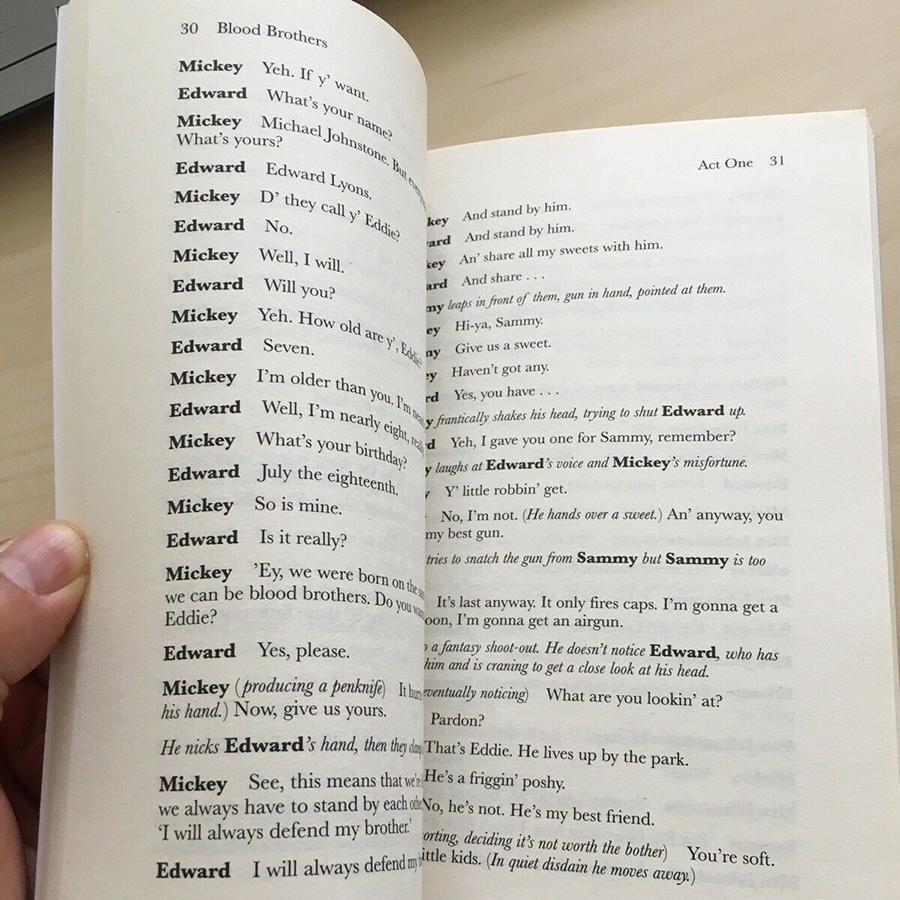 30 Blood Brothers
Mickey Yeh. If y' want.
Edward What's your name?
Mickey Michael Johnstone. But
What's yours?
Edward Edward Lyons.
Mickey D' they call y' Eddie?
Edward No.
Mickey Well, I will.
Edward Will you?
Mickey Yeh. How old are y',
Edward Seven.
Mickey I'm older than you. I'm
Edward Well, I'm nearly eight,
Mickey What's your birthday?
Edward July the eighteenth.
Mickey So is mine.
Edward Is it really?
Mickey 'Ey, we were born on the
we can be blood brothers. Do you
Eddie?
Edward Yes, please.
Mickey (producing a penknife) It
his hand.) Now, give us yours.
He nicks Edward's hand, then they
Mickey See, this means that
we always have to stand by each
'I will always defend my brother.'
Edward I will always defend
Act One 31
And stand by him.
And stand by him.
An' share all my sweets with him.
And share . . .
leaps in front of them, gun in hand, pointed at them.
Hi-ya, Sammy.
Give us a sweet.
Haven't got any.
Yes, you have . . .
frantically shakes his head, trying to shut Edward up.
Yeh, I gave you one for Sammy, remember?
laughs at Edward's voice and Mickey's misfortune.
Y' little robbin' get.
No, I'm not. (He hands over a sweet.) An' anyway, you
my best gun.
tries to snatch the gun from Sammy but Sammy is too
It's last anyway. It only fires caps. I'm gonna get a
I'm gonna get an airgun.
a fantasy shoot-out. He doesn't notice Edward, who has
him and is craning to get a close look at his head.
eventually noticing) What are you lookin' at?
Pardon?
That's Eddie. He lives up by the park.
He's a friggin' poshy.
No, he's not. He's my best friend.
deciding it's not worth the bother) You're soft.
kids. (In quiet disdain he moves away.)